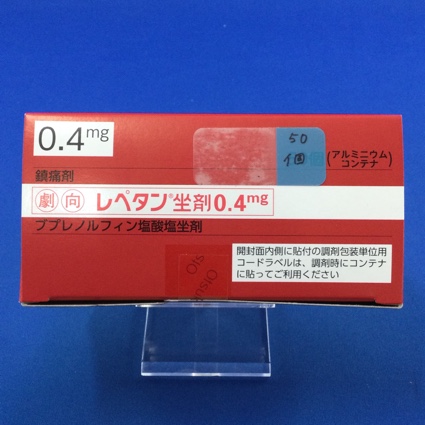 0.4mg
50
個
個
(アルミニウム
コンテナ)
鎮痛剤
劇 向 レペタン®坐剤0.4mg
ブプレノルフィン塩酸塩坐剤
開封面内側に貼付の調剤包装単位用
コードラベルは、調剤時にコンテナ
に貼ってご利用ください